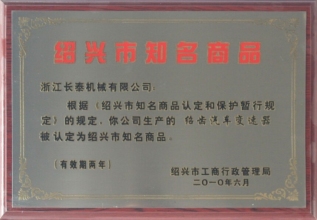 绍兴市知名商品
浙江长泰机械有限公司:
根据《绍兴市知名商品认定和保护暂行规
定》的规定,你公司生产的 络齿汽车变速器
被认定为绍兴市知名商品。
(有效期两年)
绍兴市工商行政管理局
二〇一〇年六月